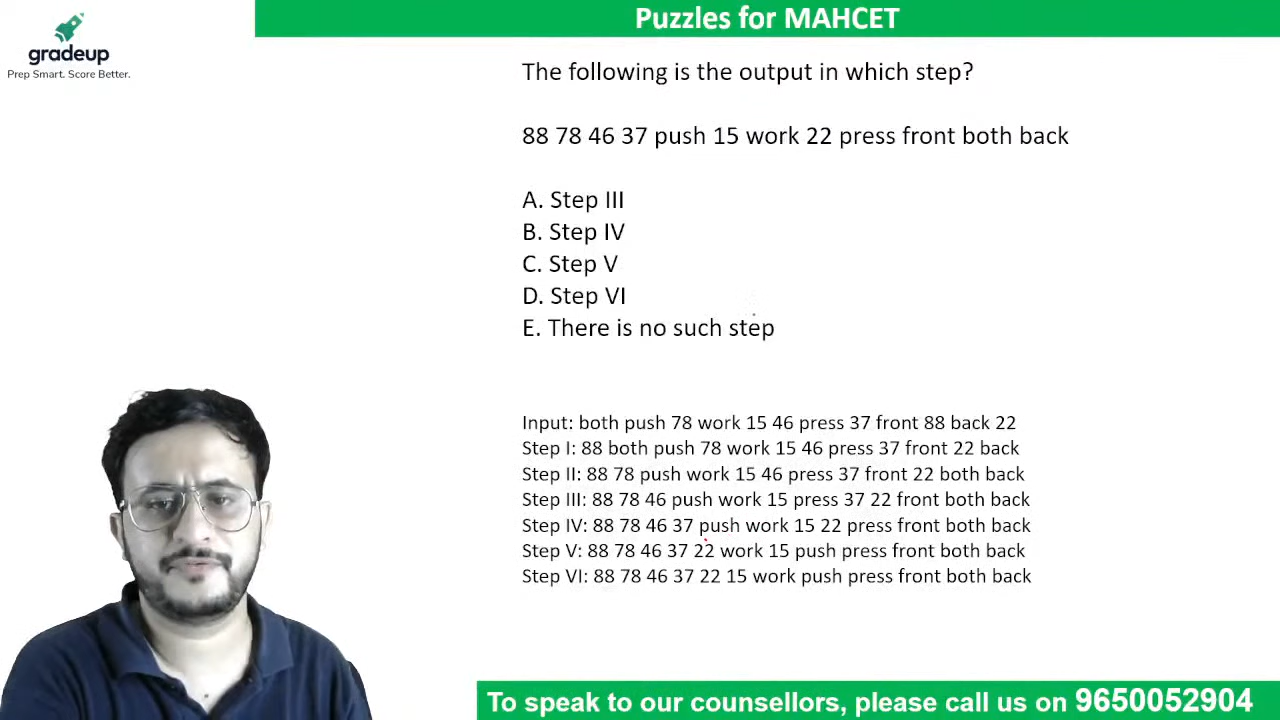 Puzzles for MAHCET
gradeup
Prep Smart. Score Better.
The following is the output in which step?
88 78 46 37 push 15 work 22 press front both back
A. Step III
B. Step IV
C. Step V
D. Step VI
E. There is no such step
Input: both push 78 work 15 46 press 37 front 88 back 22
Step I: 88 both push 78 work 15 46 press 37 front 22 back
Step II: 88 78 push work 15 46 press 37 front 22 both back
Step III: 88 78 46 push work 15 press 37 22 front both back
Step IV: 88 78 46 37 push work 15 22 press front both back
Step V: 88 78 46 37 22 work 15 push press front both back
Step VI: 88 78 46 37 22 15 work push press front both back
To speak to our counsellors, please call us on 9650052904